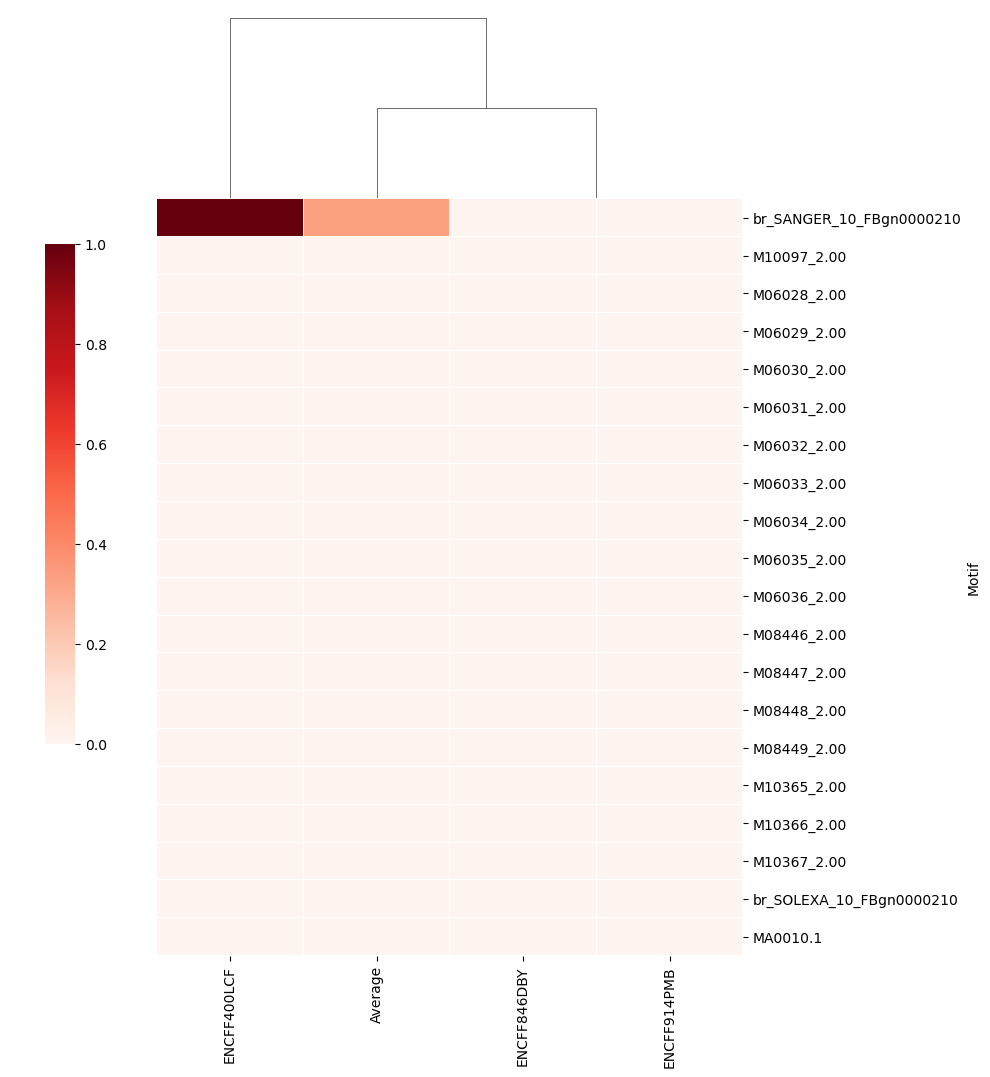 br_SANGER_10_FBgn0000210
M10097_2.00
M06028_2.00
M06029_2.00
M06030_2.00
M06031_2.00
M06032_2.00
M06033_2.00
M06034_2.00
M06035_2.00
M06036_2.00
M08446_2.00
M08447_2.00
M08448_2.00
M08449_2.00
M10365_2.00
M10366_2.00
M10367_2.00
br_SOLEXA_10_FBgn0000210
MA0010.1
Motif
1.0
0.8
0.6
0.4
0.2
0.0
ENCFF400LCF
Average
ENCFF846DBY
ENCFF914PMB